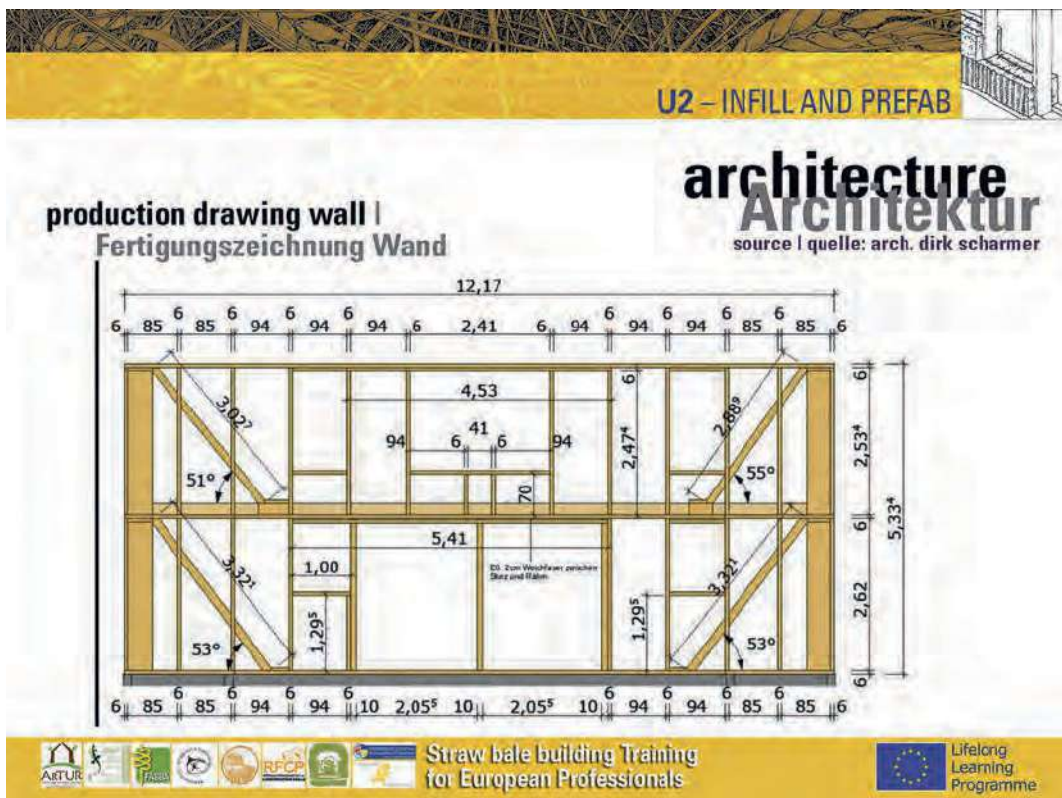 U2 – INFILL AND PREFAB
architecture
Architektur
source I quelle: arch. dirk scharmer
production drawing wall I
Fertigungszeichnung Wand
12,17
6 6 6 6 6 6 6 6
6 85 85 94 94 94 6 2,41 6 94 94 94 85 85 6
4,53
41
94 6 6 94
3,02⁷
2,88⁹
6
2,47⁴
6
2,53⁴
5,33⁴
51°
55°
70
6
5,41
1,00
3,32¹
3,32¹
1,29⁵
1,29⁵
2,62
53°
53°
6
6 6 6 6 6 6 6 6
6 85 85 94 94 10 2,05⁵ 10 2,05⁵ 10 94 94 85 85 6
ArTUR
FASBA
RFCP
Straw bale building Training
for European Professionals
Lifelong
Learning
Programme